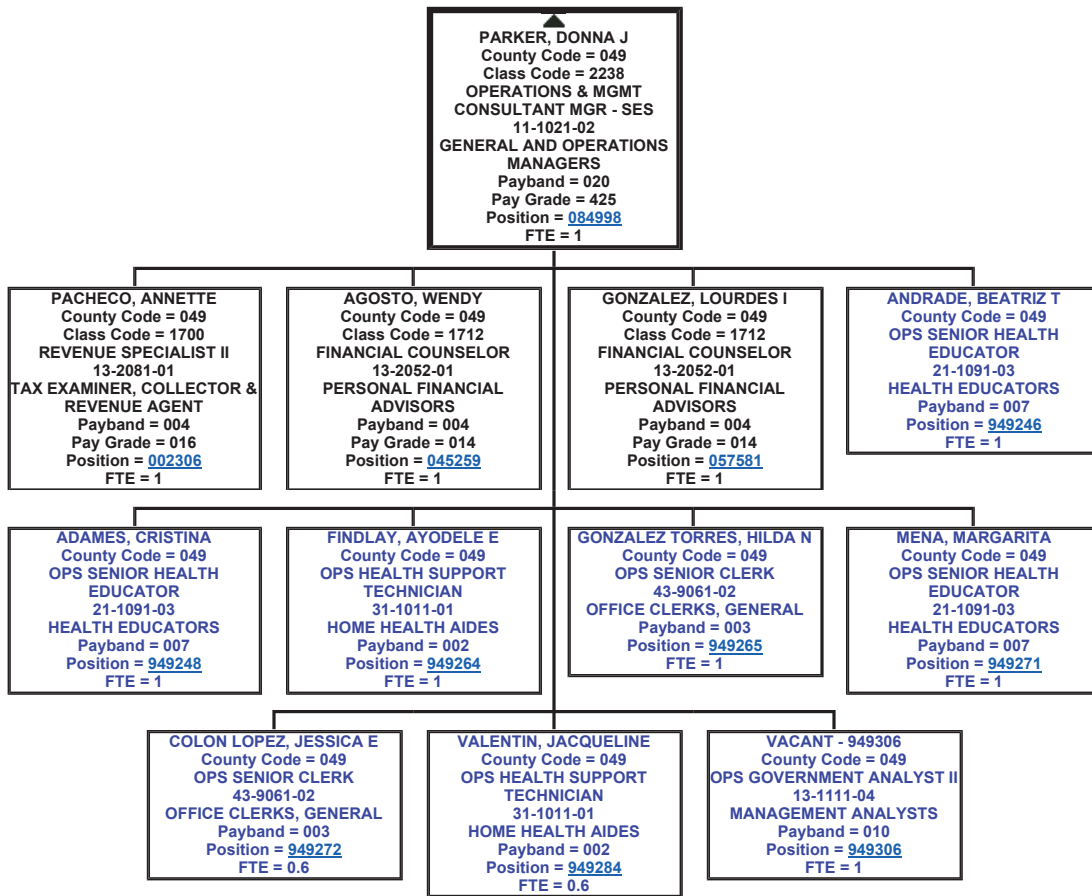 PARKER, DONNA J
County Code = 049
Class Code = 2238
OPERATIONS & MGMT
CONSULTANT MGR - SES
11-1021-02
GENERAL AND OPERATIONS
MANAGERS
Payband = 020
Pay Grade = 425
Position = 084998
FTE = 1
PACHECO, ANNETTE
County Code = 049
Class Code = 1700
REVENUE SPECIALIST II
13-2081-01
TAX EXAMINER, COLLECTOR &
REVENUE AGENT
Payband = 004
Pay Grade = 016
Position = 002306
FTE = 1
AGOSTO, WENDY
County Code = 049
Class Code = 1712
FINANCIAL COUNSELOR
13-2052-01
PERSONAL FINANCIAL
ADVISORS
Payband = 004
Pay Grade = 014
Position = 045259
FTE = 1
GONZALEZ, LOURDES I
County Code = 049
Class Code = 1712
FINANCIAL COUNSELOR
13-2052-01
PERSONAL FINANCIAL
ADVISORS
Payband = 004
Pay Grade = 014
Position = 057581
FTE = 1
ANDRADE, BEATRIZ T
County Code = 049
OPS SENIOR HEALTH
EDUCATOR
21-1091-03
HEALTH EDUCATORS
Payband = 007
Position = 949246
FTE = 1
ADAMES, CRISTINA
County Code = 049
OPS SENIOR HEALTH
EDUCATOR
21-1091-03
HEALTH EDUCATORS
Payband = 007
Position = 949248
FTE = 1
FINDLAY, AYODELE E
County Code = 049
OPS HEALTH SUPPORT
TECHNICIAN
31-1011-01
HOME HEALTH AIDES
Payband = 002
Position = 949264
FTE = 1
GONZALEZ TORRES, HILDA N
County Code = 049
OPS SENIOR CLERK
43-9061-02
OFFICE CLERKS, GENERAL
Payband = 003
Position = 949265
FTE = 1
MENA, MARGARITA
County Code = 049
OPS SENIOR HEALTH
EDUCATOR
21-1091-03
HEALTH EDUCATORS
Payband = 007
Position = 949271
FTE = 1
COLON LOPEZ, JESSICA E
County Code = 049
OPS SENIOR CLERK
43-9061-02
OFFICE CLERKS, GENERAL
Payband = 003
Position = 949272
FTE = 0.6
VALENTIN, JACQUELINE
County Code = 049
OPS HEALTH SUPPORT
TECHNICIAN
31-1011-01
HOME HEALTH AIDES
Payband = 002
Position = 949284
FTE = 0.6
VACANT - 949306
County Code = 049
OPS GOVERNMENT ANALYST II
13-1111-04
MANAGEMENT ANALYSTS
Payband = 010
Position = 949306
FTE = 1